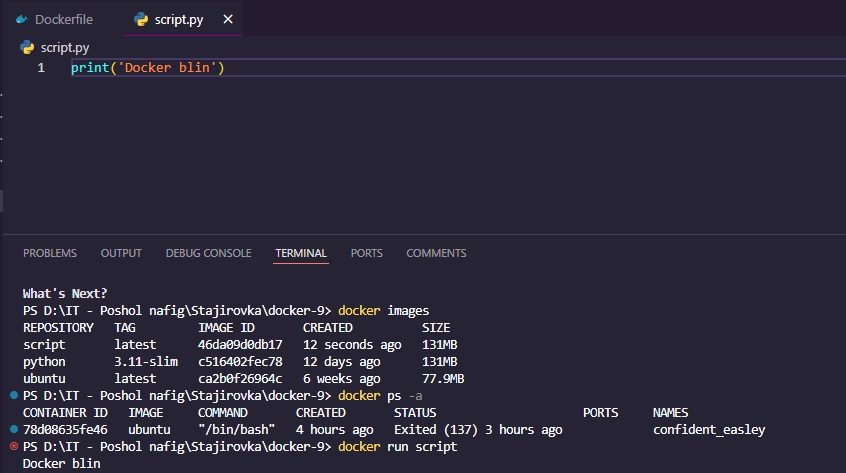 Dockerfile script.py
script.py
1 print('Docker blin')
PROBLEMS OUTPUT DEBUG CONSOLE TERMINAL PORTS COMMENTS
What's Next?
PS D:\IT - Poshol nafig\Stajirovka\docker-9> docker images
REPOSITORY TAG IMAGE ID CREATED SIZE
script latest 46da09d0db17 12 seconds ago 131MB
python 3.11-slim c516402fec78 12 days ago 131MB
ubuntu latest ca2b0f26964c 6 weeks ago 77.9MB
PS D:\IT - Poshol nafig\Stajirovka\docker-9> docker ps -a
CONTAINER ID IMAGE COMMAND CREATED STATUS PORTS NAMES
78d08635fe46 ubuntu "/bin/bash" 4 hours ago Exited (137) 3 hours ago confident_easley
PS D:\IT - Poshol nafig\Stajirovka\docker-9> docker run script
Docker blin